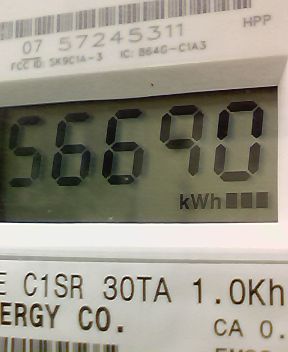 07 57245311
HPP
FCC ID: SK9C1A-3 IC: 864G-C1A3
56690
kWh
E C1SR 30TA 1.0Kh
ERGY CO.
CA 0.